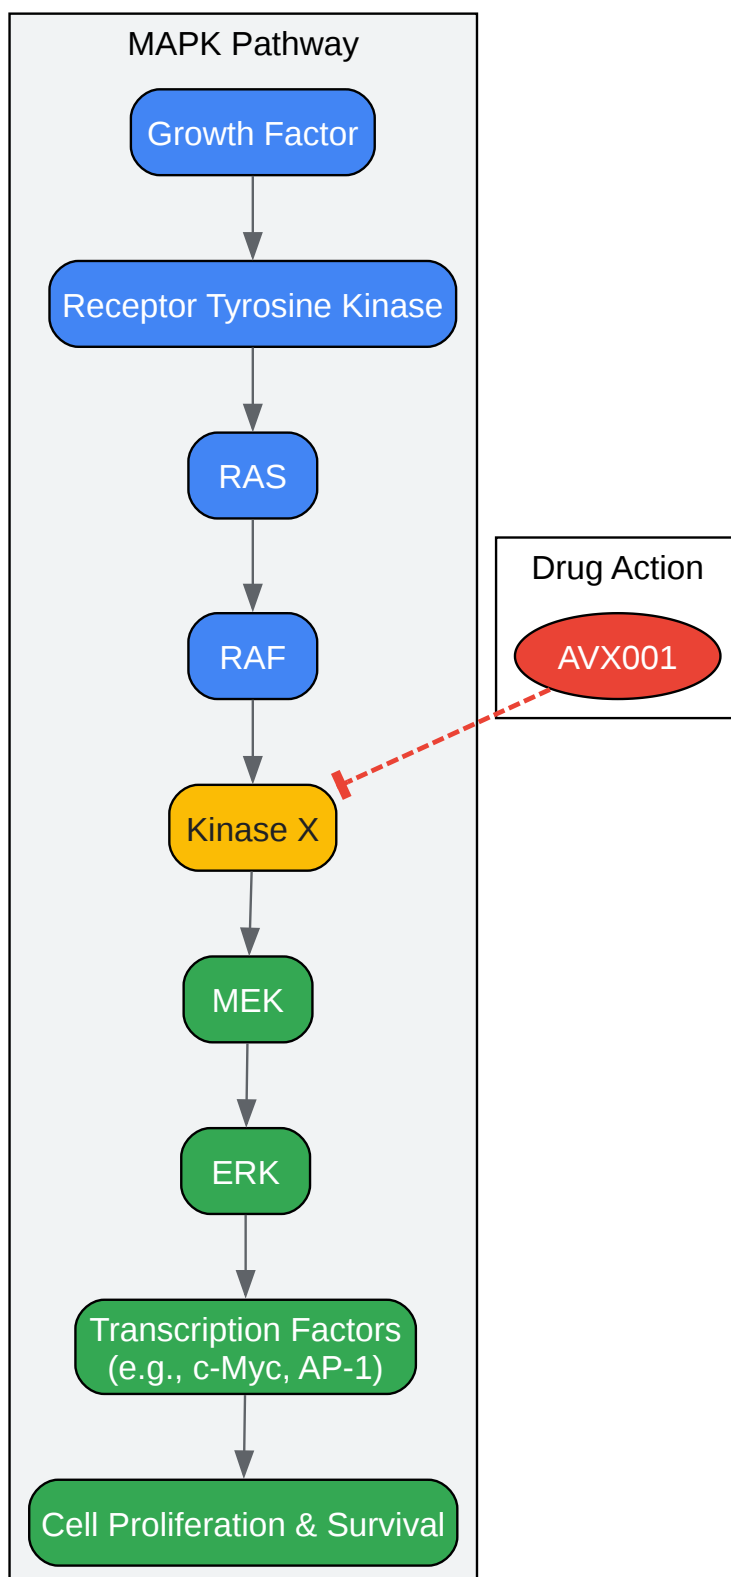 MAPK Pathway
Growth Factor
Receptor Tyrosine Kinase
RAS
RAF
Drug Action
AVX001
Kinase X
MEK
ERK
Transcription Factors
(e.g., c-Myc, AP-1)
Cell Proliferation & Survival